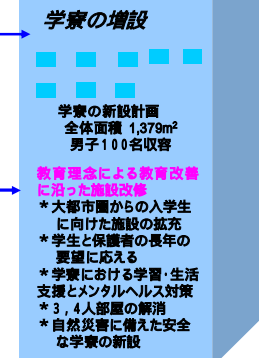 学寮の増設
学寮の新設計画
全体面積 1,379m²
男子100名収容
教育理念による教育改善
に沿った施設改修
＊大都市圏からの入学生
に向けた施設の拡充
＊学生と保護者の長年の
要望に応える
＊学寮における学習・生活
支援とメンタルヘルス対策
＊3，4人部屋の解消
＊自然災害に備えた安全
な学寮の新設